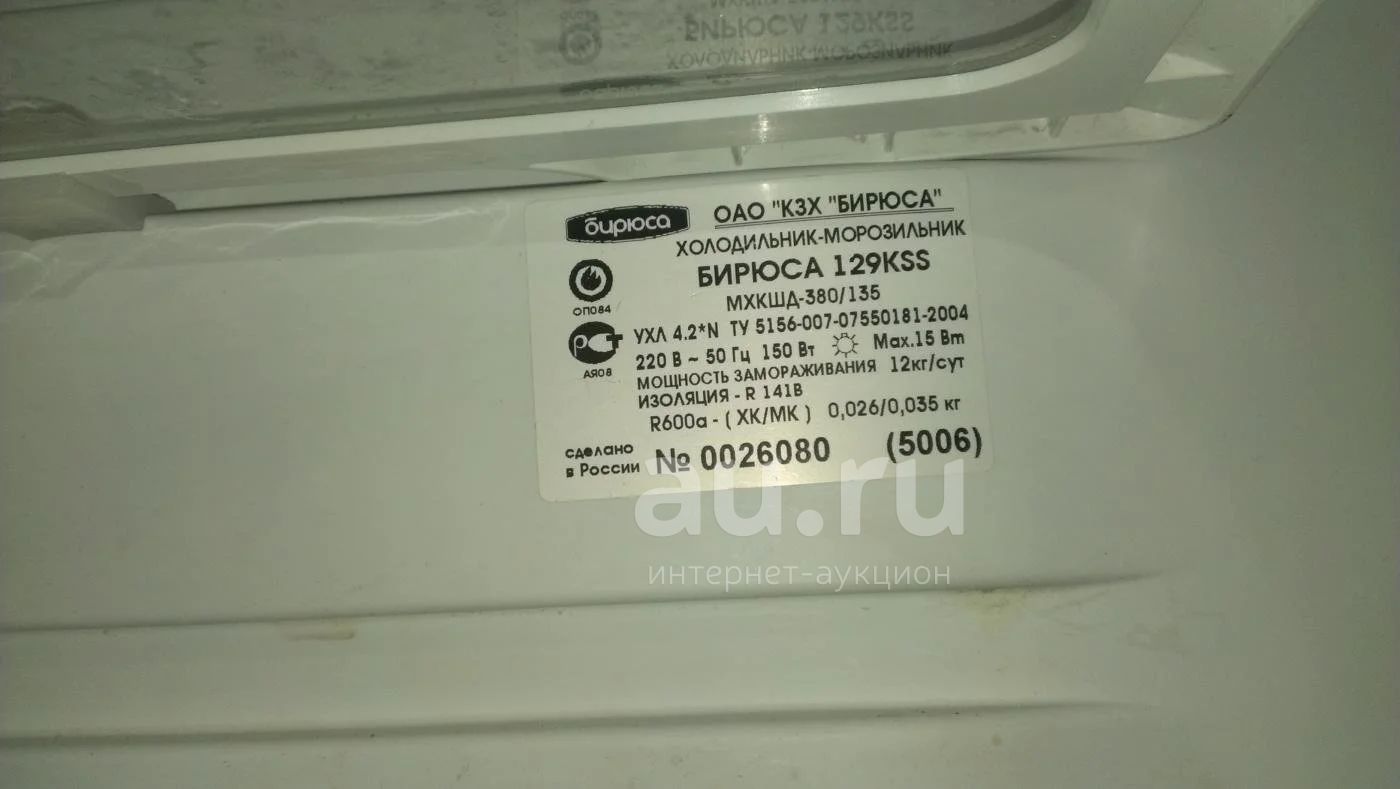 бирюса
ОАО "КЗХ "БИРЮСА"
ХОЛОДИЛЬНИК-МОРОЗИЛЬНИК
БИРЮСА 129KSS
МХКШД-380/135
ОП084
УХЛ 4.2*N ТУ 5156-007-07550181-2004
220 В ~ 50 Гц 150 Вт Max.15 Вт
АЯ08
МОЩНОСТЬ ЗАМОРАЖИВАНИЯ 12кг/сут
ИЗОЛЯЦИЯ - R 141B
R600a - ( ХК/МК ) 0,026/0,035 кг
сделано
в России
№ 0026080 (5006)
au.ru
интернет-аукцион